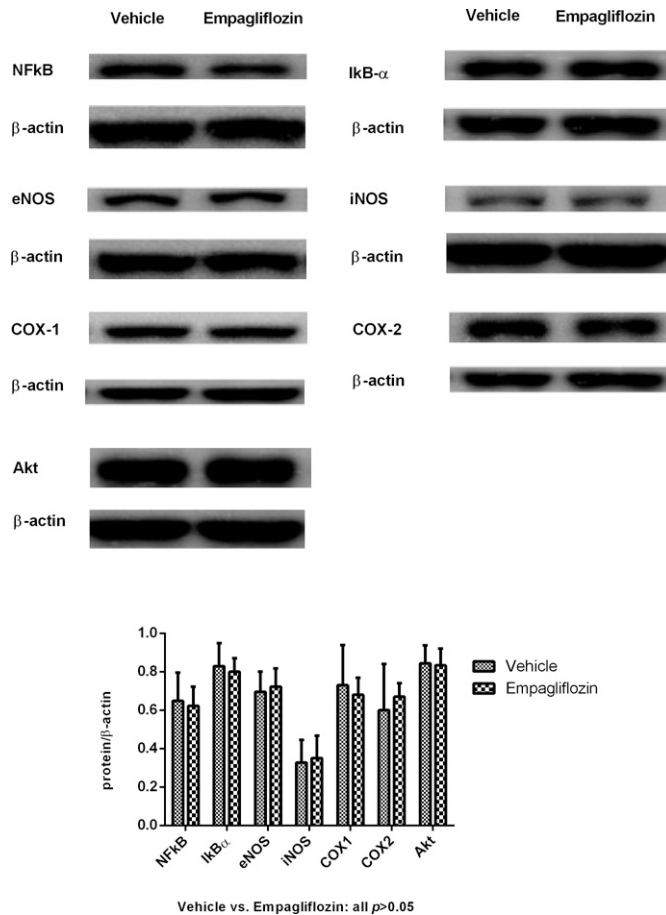 Vehicle Empagliflozin
NFkB
β-actin
eNOS
β-actin
COX-1
β-actin
Akt
β-actin
Vehicle Empagliflozin
IkB-α
β-actin
iNOS
β-actin
COX-2
β-actin
protein/β-actin
1.0
0.8
0.6
0.4
0.2
0.0
NFkB IkBα eNOS iNOS COX1 COX2 Akt
Vehicle
Empagliflozin
Vehicle vs. Empagliflozin: all p>0.05